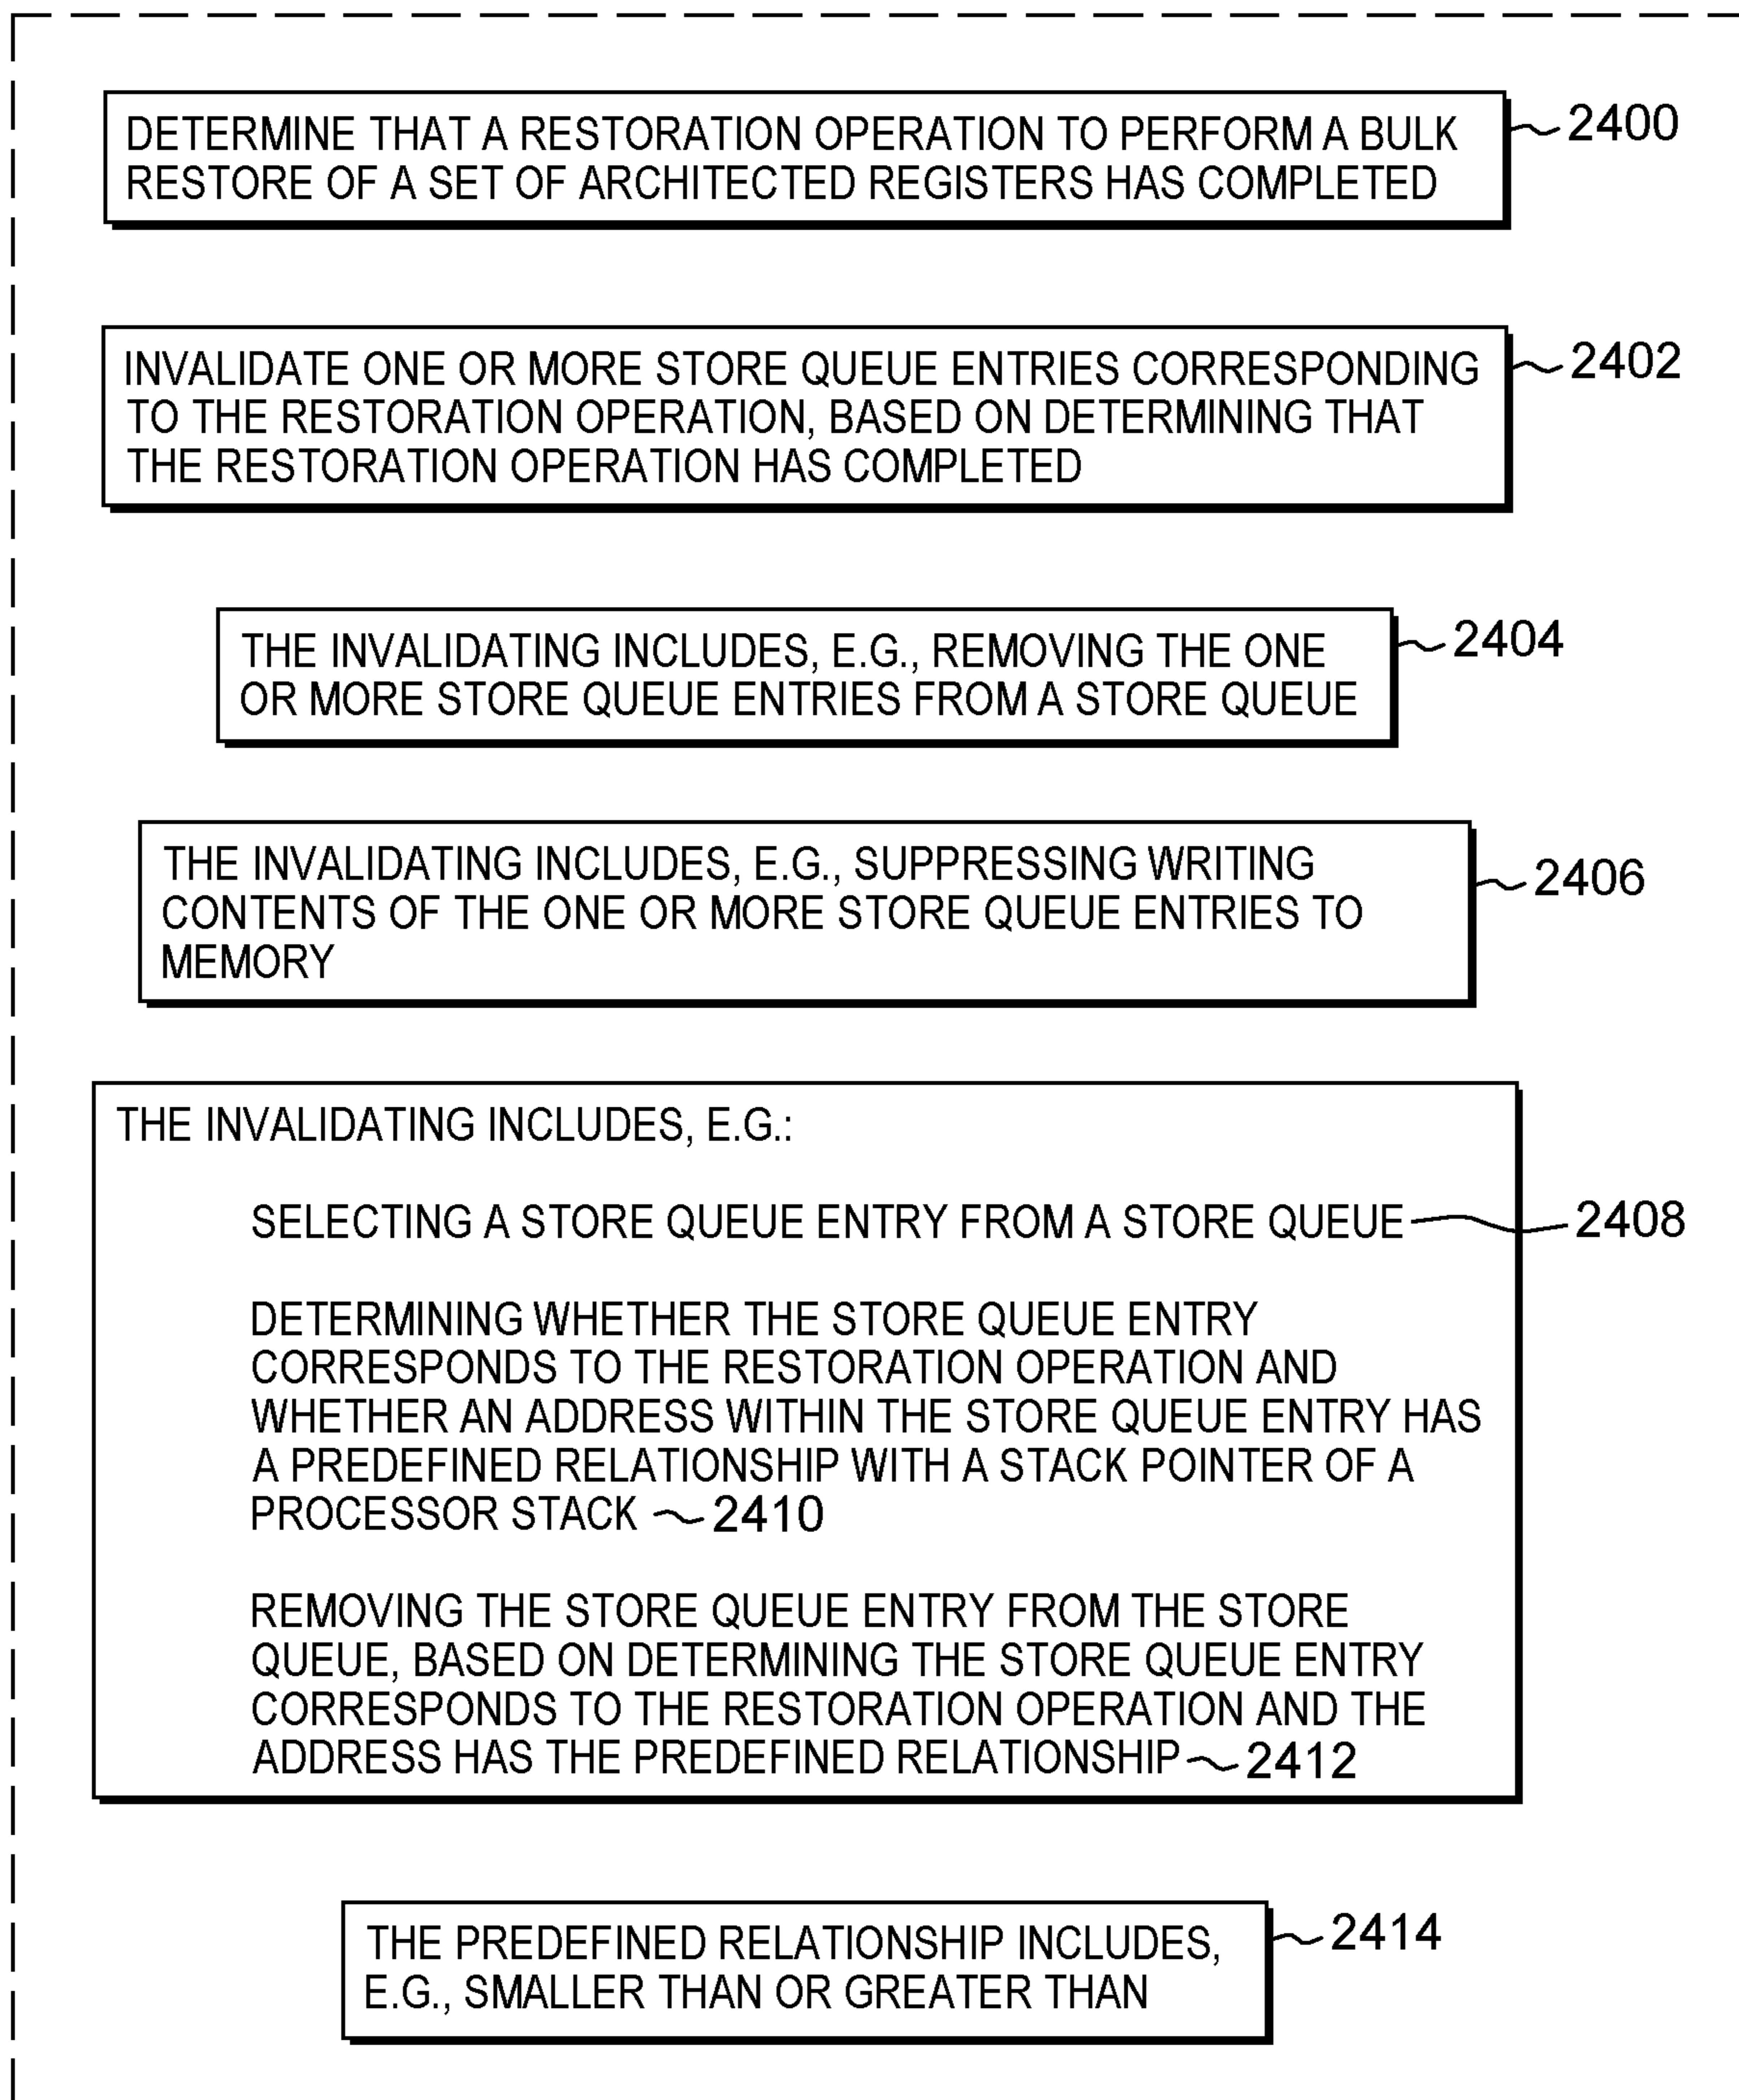 DETERMINE THAT A RESTORATION OPERATION TO PERFORM A BULK 2400
RESTORE OF A SET OF ARCHITECTED REGISTERS HAS COMPLETED
INVALIDATE ONE OR MORE STORE QUEUE ENTRIES CORRESPONDING 2402
TO THE RESTORATION OPERATION, BASED ON DETERMINING THAT
THE RESTORATION OPERATION HAS COMPLETED
THE INVALIDATING INCLUDES, E.G., REMOVING THE ONE 2404
OR MORE STORE QUEUE ENTRIES FROM A STORE QUEUE
THE INVALIDATING INCLUDES, E.G., SUPPRESSING WRITING 2406
CONTENTS OF THE ONE OR MORE STORE QUEUE ENTRIES TO
MEMORY
THE INVALIDATING INCLUDES, E.G.:
SELECTING A STORE QUEUE ENTRY FROM A STORE QUEUE 2408
DETERMINING WHETHER THE STORE QUEUE ENTRY
CORRESPONDS TO THE RESTORATION OPERATION AND
WHETHER AN ADDRESS WITHIN THE STORE QUEUE ENTRY HAS
A PREDEFINED RELATIONSHIP WITH A STACK POINTER OF A
PROCESSOR STACK 2410
REMOVING THE STORE QUEUE ENTRY FROM THE STORE
QUEUE, BASED ON DETERMINING THE STORE QUEUE ENTRY
CORRESPONDS TO THE RESTORATION OPERATION AND THE
ADDRESS HAS THE PREDEFINED RELATIONSHIP 2412
THE PREDEFINED RELATIONSHIP INCLUDES, 2414
E.G., SMALLER THAN OR GREATER THAN